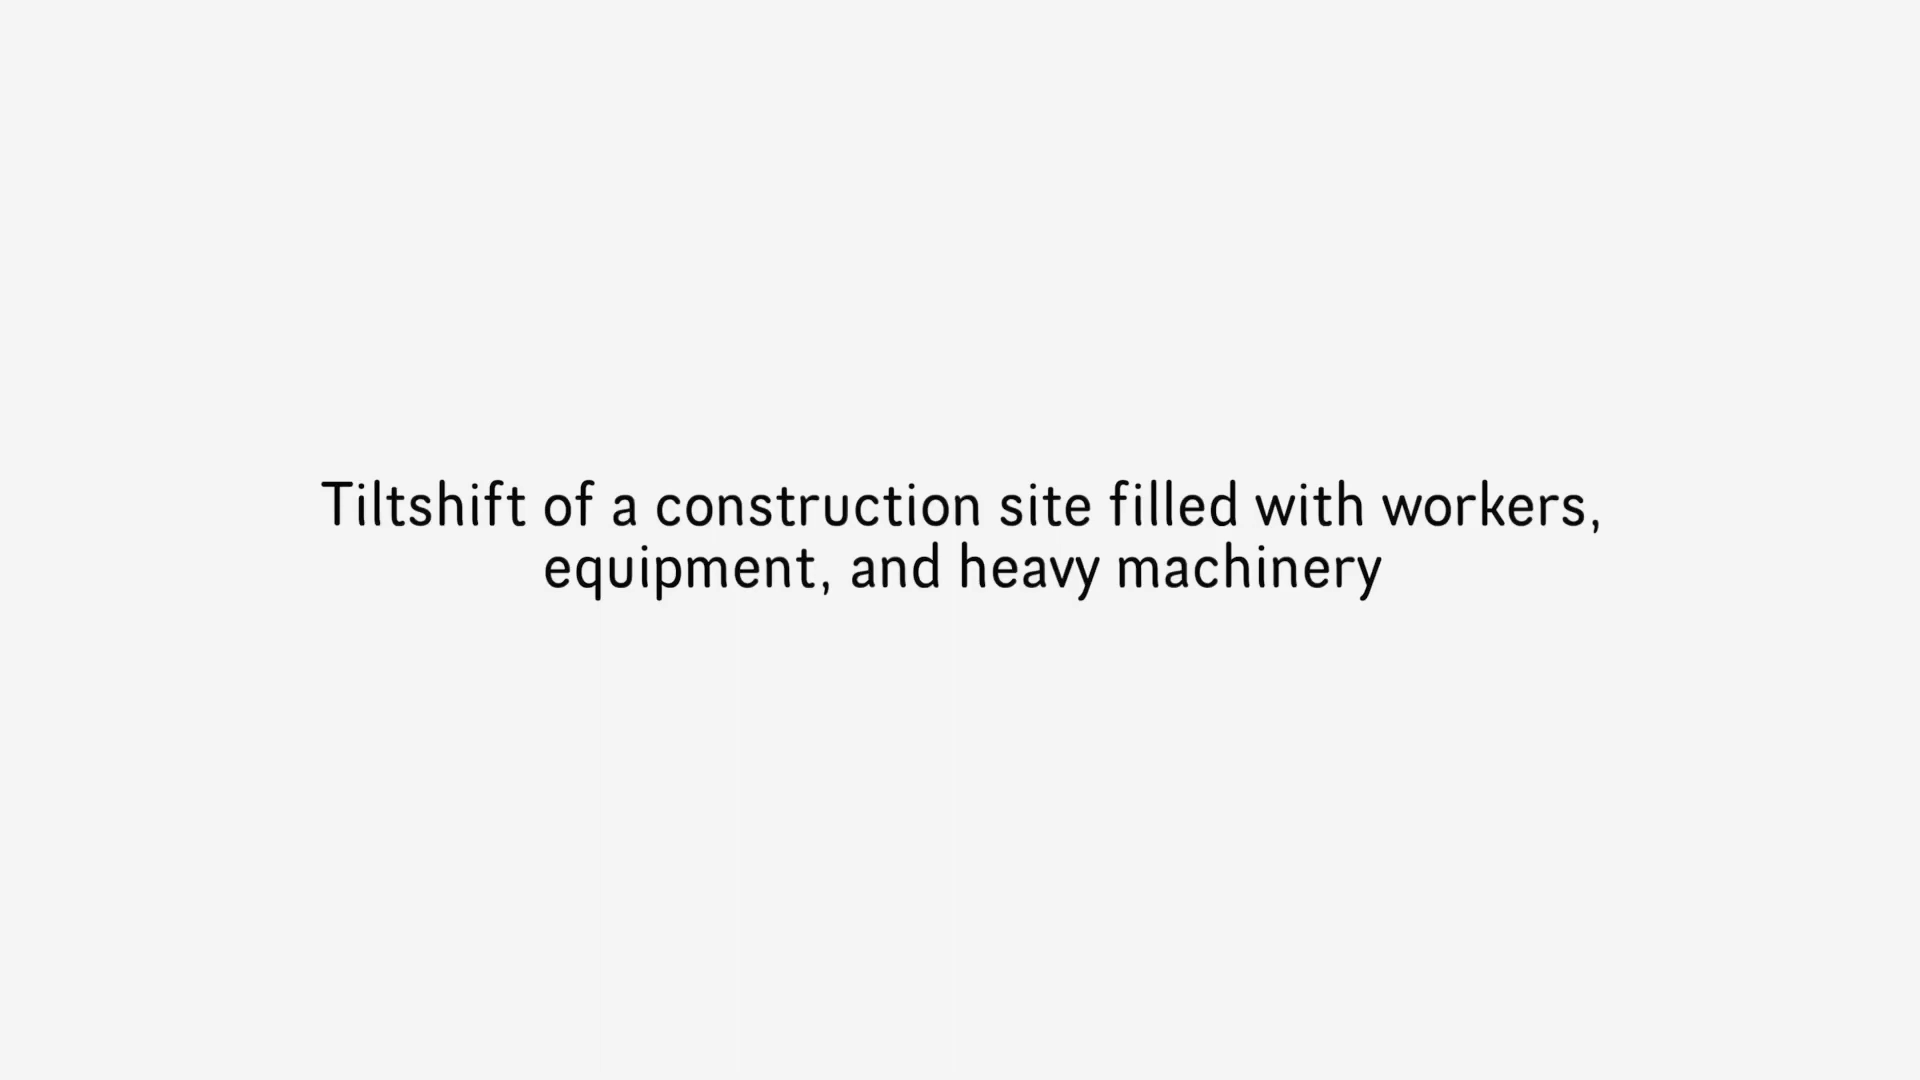 Tiltshift of a construction site filled with workers,
equipment, and heavy machinery